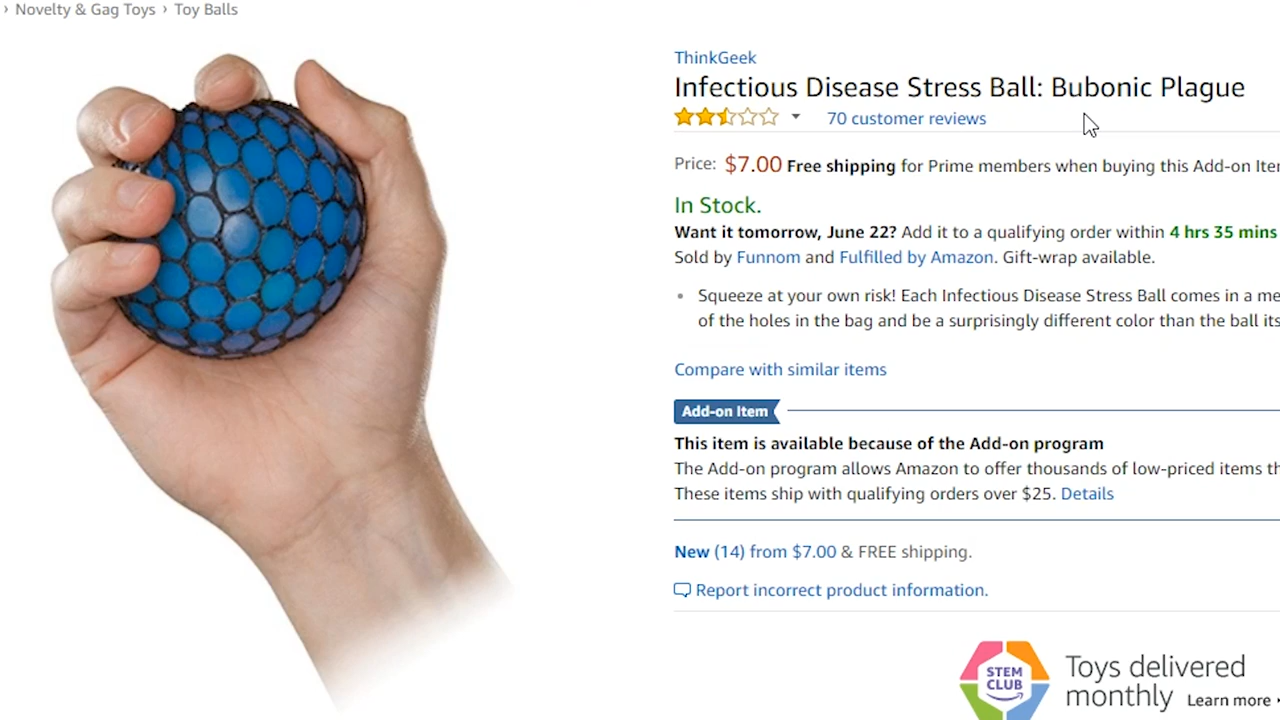 › Novelty & Gag Toys › Toy Balls
ThinkGeek
Infectious Disease Stress Ball: Bubonic Plague
70 customer reviews
Price: $7.00 Free shipping for Prime members when buying this Add-on
In Stock.
Want it tomorrow, June 22? Add it to a qualifying order within 4 hrs 35 mins
Sold by Funnom and Fulfilled by Amazon. Gift-wrap available.
• Squeeze at your own risk! Each Infectious Disease Stress Ball comes in a
of the holes in the bag and be a surprisingly different color than the ball
Compare with similar items
Add-on Item
This item is available because of the Add-on program
The Add-on program allows Amazon to offer thousands of low-priced items
These items ship with qualifying orders over $25. Details
New (14) from $7.00 & FREE shipping.
Report incorrect product information.
STEM
CLUB
Toys delivered
monthly Learn more